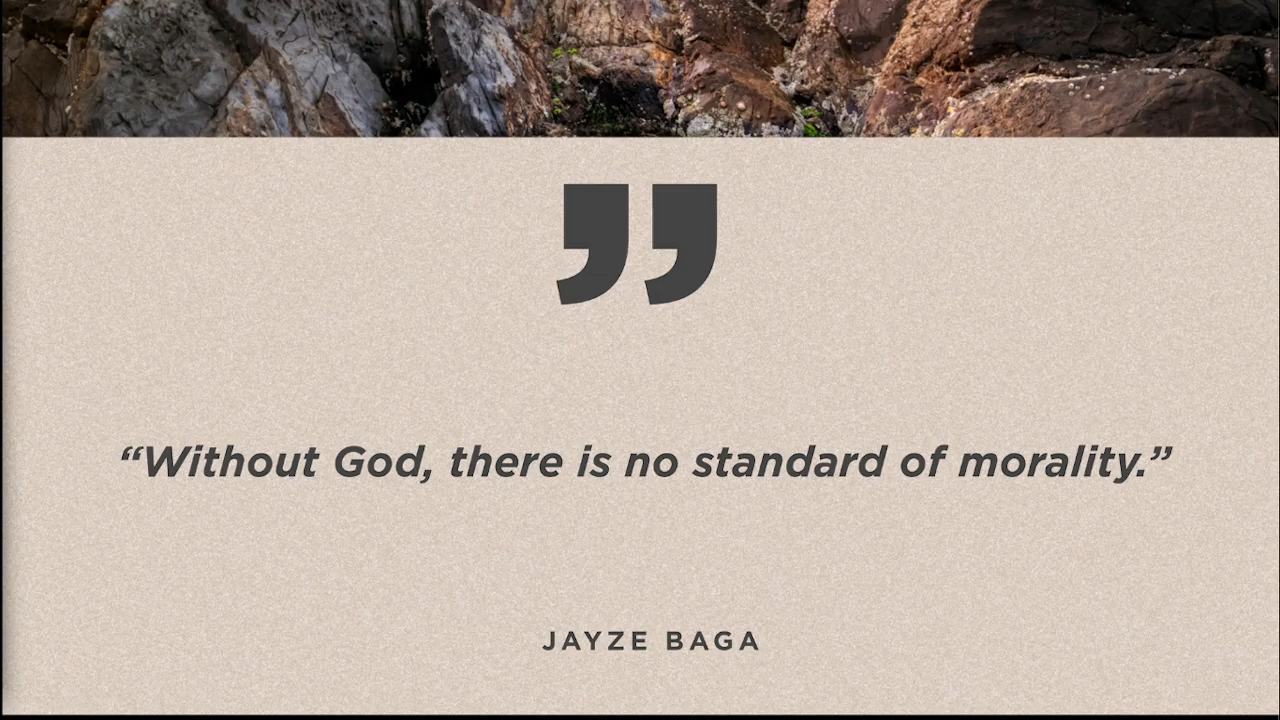 ”
“Without God, there is no standard of morality.”
JAYZE BAGA